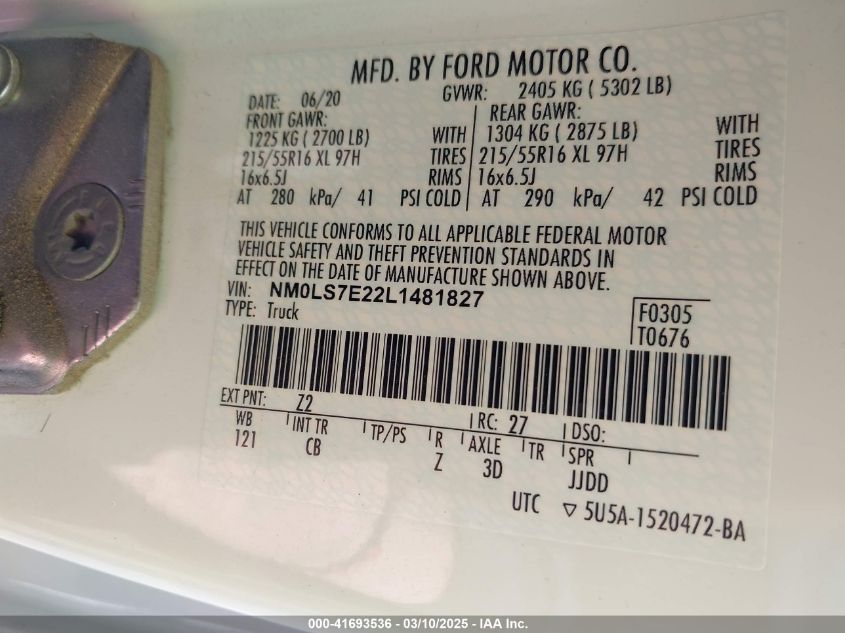 MFD. BY FORD MOTOR CO.
DATE: 06/20 GVWR: 2405 KG ( 5302 LB)
FRONT GAWR: REAR GAWR:
1225 KG ( 2700 LB) WITH 1304 KG ( 2875 LB) WITH
215/55R16 XL 97H TIRES 215/55R16 XL 97H TIRES
16x6.5J RIMS 16x6.5J RIMS
AT 280 kPa/ 41 PSI COLD AT 290 kPa/ 42 PSI COLD
THIS VEHICLE CONFORMS TO ALL APPLICABLE FEDERAL MOTOR
VEHICLE SAFETY AND THEFT PREVENTION STANDARDS IN
EFFECT ON THE DATE OF MANUFACTURE SHOWN ABOVE.
VIN: NM0LS7E22L1481827
TYPE: Truck
F0305
T0676
EXT PNT: Z2 RC: 27 DSO:
WB INT TR TP/PS R AXLE TR SPR
121 CB Z 3D JJDD
UTC ▽ 5U5A-1520472-BA
000-41693536 - 03/10/2025 - IAA Inc.